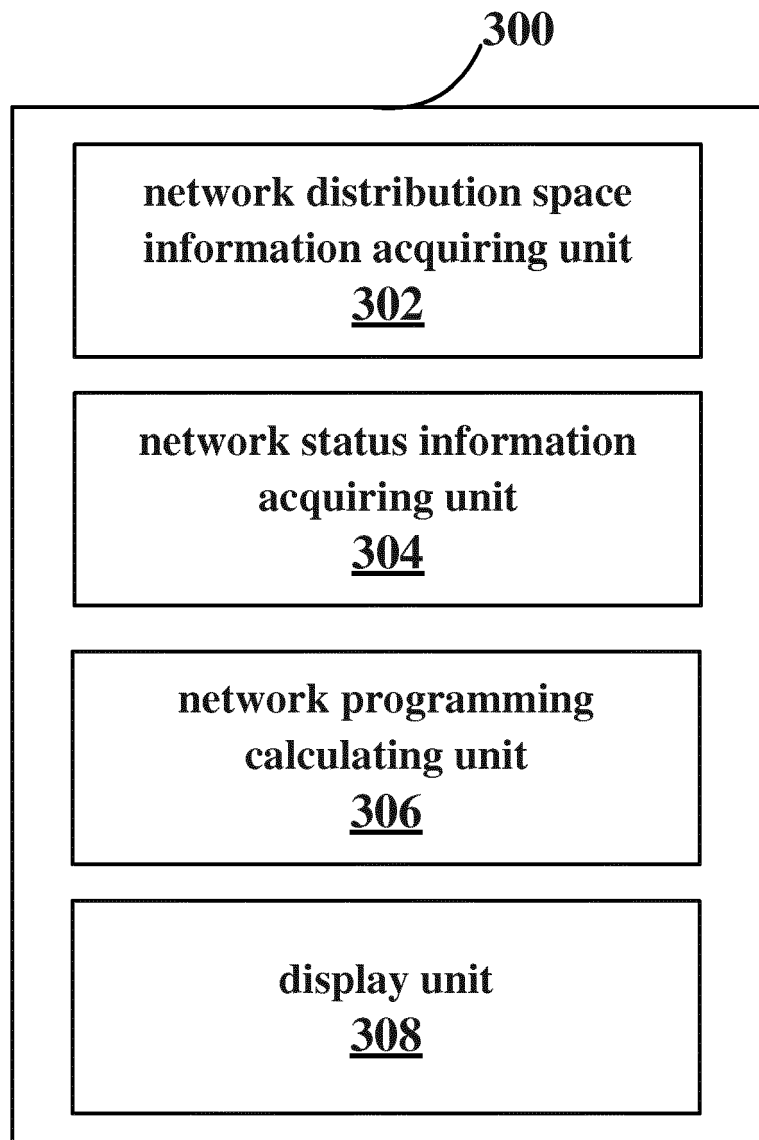 300
network distribution space
information acquiring unit
302
network status information
acquiring unit
304
network programming
calculating unit
306
display unit
308